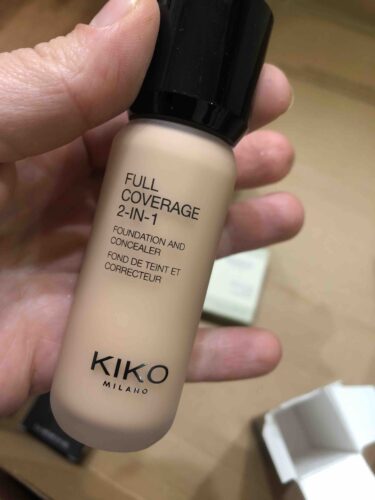 FULL
COVERAGE
2-IN-1
FOUNDATION AND
CONCEALER
FOND DE TEINT ET
CORRECTEUR
KIKO
MILANO